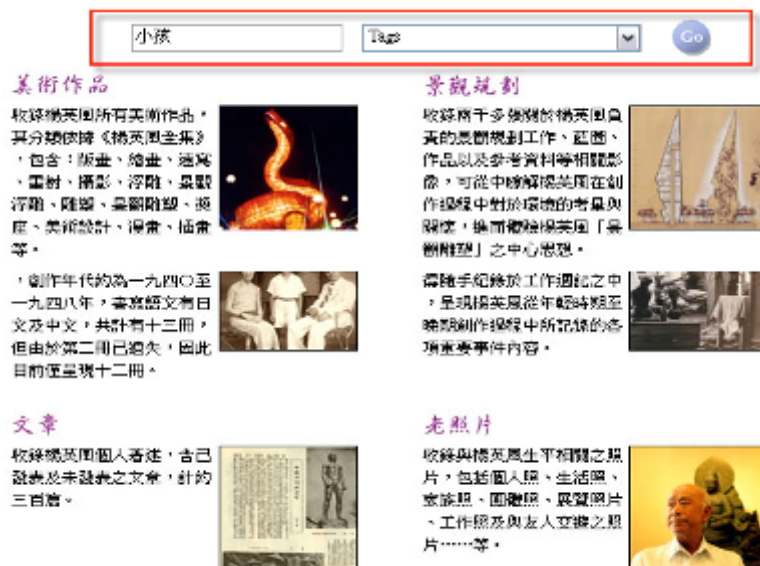 小孩
Tags
Go
美術作品
收錄楊英風所有美術作品，
其分類依據《楊英風全集》
，包含：版畫、繪畫、速寫
、雷射、攝影、浮雕、景觀
浮雕、雕塑、景觀雕塑、獎
座、美術設計、漫畫、插畫
等。
，創作年代約為一九四〇至
一九四八年，書寫語文有日
文及中文，共計有十三冊，
但由於第二冊已遺失，因此
目前僅呈現十二冊。
文章
收錄楊英風個人著述，含已
發表及未發表之文章，計約
三百篇。
景觀規劃
收錄兩千多張關於楊英風負
責的景觀規劃工作、藍圖、
作品以及參考資料等相關影
像，可從中瞭解楊英風在創
作過程中對於環境的考量與
關懷，進而體驗楊英風「景
觀雕塑」之中心思想。
隨手紀錄於工作週記之中
，呈現楊英風從年輕時期至
晚期創作過程中所記錄的各
項重要事件內容。
老照片
收錄與楊英風生平相關之照
片，包括個人照、生活照、
家族照、團體照、展覽照片
、工作照及與友人交誼之照
片……等。